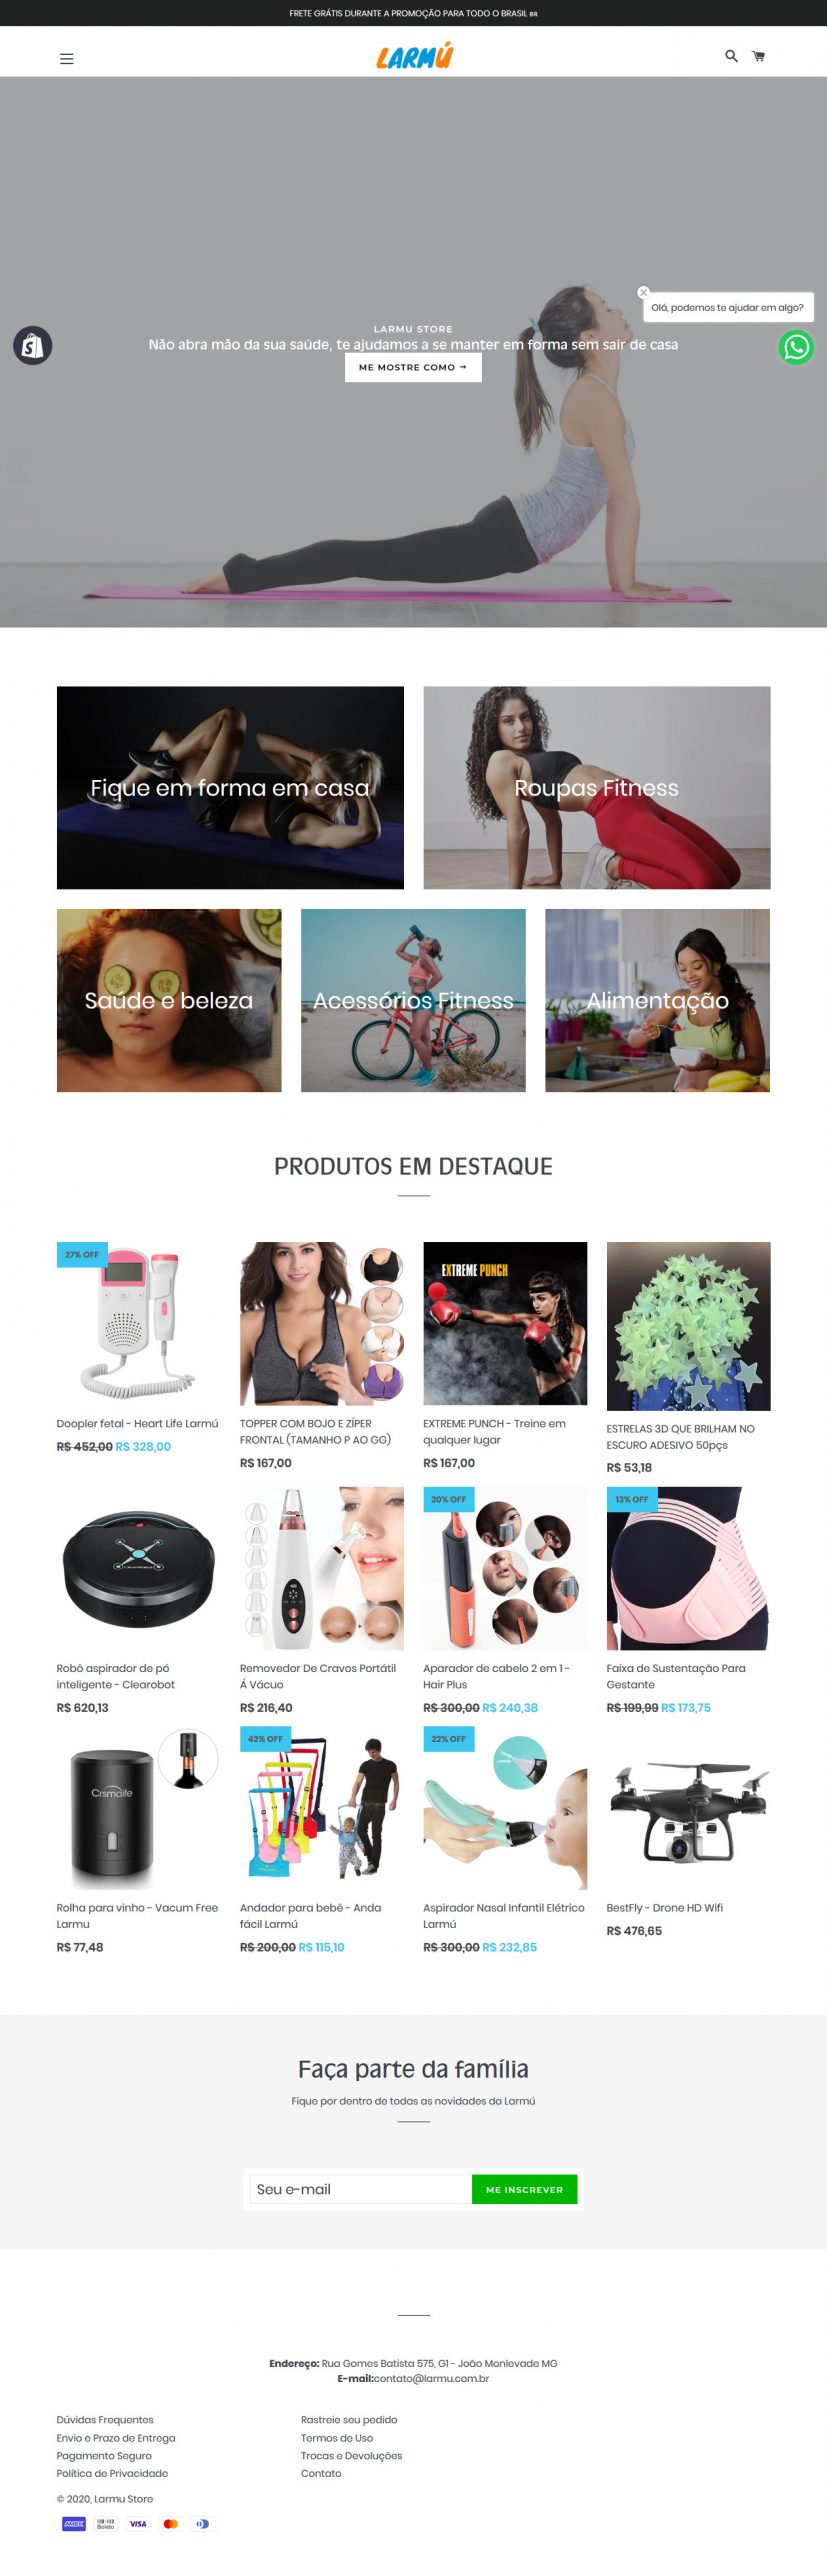 FRETE GRÁTIS DURANTE A PROMOÇÃO PARA TODO O BRASIL BR
LARMÚ
Olá, podemos te ajudar em algo?
LARMU STORE
Não abra mão da sua saúde, te ajudamos a se manter em forma sem sair de casa
ME MOSTRE COMO →
Fique em forma em casa
Roupas Fitness
Saúde e beleza
Acessórios Fitness
Alimentação
PRODUTOS EM DESTAQUE
27% OFF
EXTREME PUNCH
Doopler fetal - Heart Life Larmú
R$ 452,00 R$ 328,00
TOPPER COM BOJO E ZÍPER
FRONTAL (TAMANHO P AO GG)
R$ 167,00
EXTREME PUNCH - Treine em
qualquer lugar
R$ 167,00
ESTRELAS 3D QUE BRILHAM NO
ESCURO ADESIVO 50pçs
R$ 53,18
20% OFF
13% OFF
Robô aspirador de pó
inteligente - Clearobot
R$ 620,13
Removedor De Cravos Portátil
Á Vácuo
R$ 216,40
Aparador de cabelo 2 em 1 -
Hair Plus
R$ 300,00 R$ 240,38
Faixa de Sustentação Para
Gestante
R$ 199,99 R$ 173,75
Crsmaife
42% OFF
22% OFF
Rolha para vinho - Vacum Free
Larmu
R$ 77,48
Andador para bebê - Anda
fácil Larmú
R$ 200,00 R$ 115,10
Aspirador Nasal Infantil Elétrico
Larmú
R$ 300,00 R$ 232,85
BestFly - Drone HD Wifi
R$ 476,65
Faça parte da família
Fique por dentro de todas as novidades da Larmú
Seu e-mail
ME INSCREVER
Endereço: Rua Gomes Batista 575, G1 - João Monlevade MG
E-mail:contato@larmu.com.br
Dúvidas Frequentes
Envio e Prazo de Entrega
Pagamento Seguro
Política de Privacidade
Rastreie seu pedido
Termos de Uso
Trocas e Devoluções
Contato
© 2020, Larmu Store
AMEX
Boleto
VISA